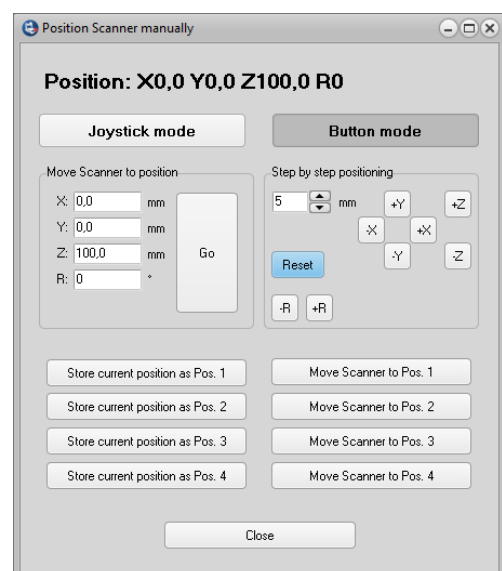 Position Scanner manually
Position: X0,0 Y0,0 Z100,0 R0
Joystick mode
Button mode
Move Scanner to position
X: 0,0 mm
Y: 0,0 mm
Z: 100,0 mm
R: 0 °
Go
Step by step positioning
5 mm
+Y
+Z
-X
+X
Reset
-Y
-Z
-R
+R
Store current position as Pos. 1
Move Scanner to Pos. 1
Store current position as Pos. 2
Move Scanner to Pos. 2
Store current position as Pos. 3
Move Scanner to Pos. 3
Store current position as Pos. 4
Move Scanner to Pos. 4
Close